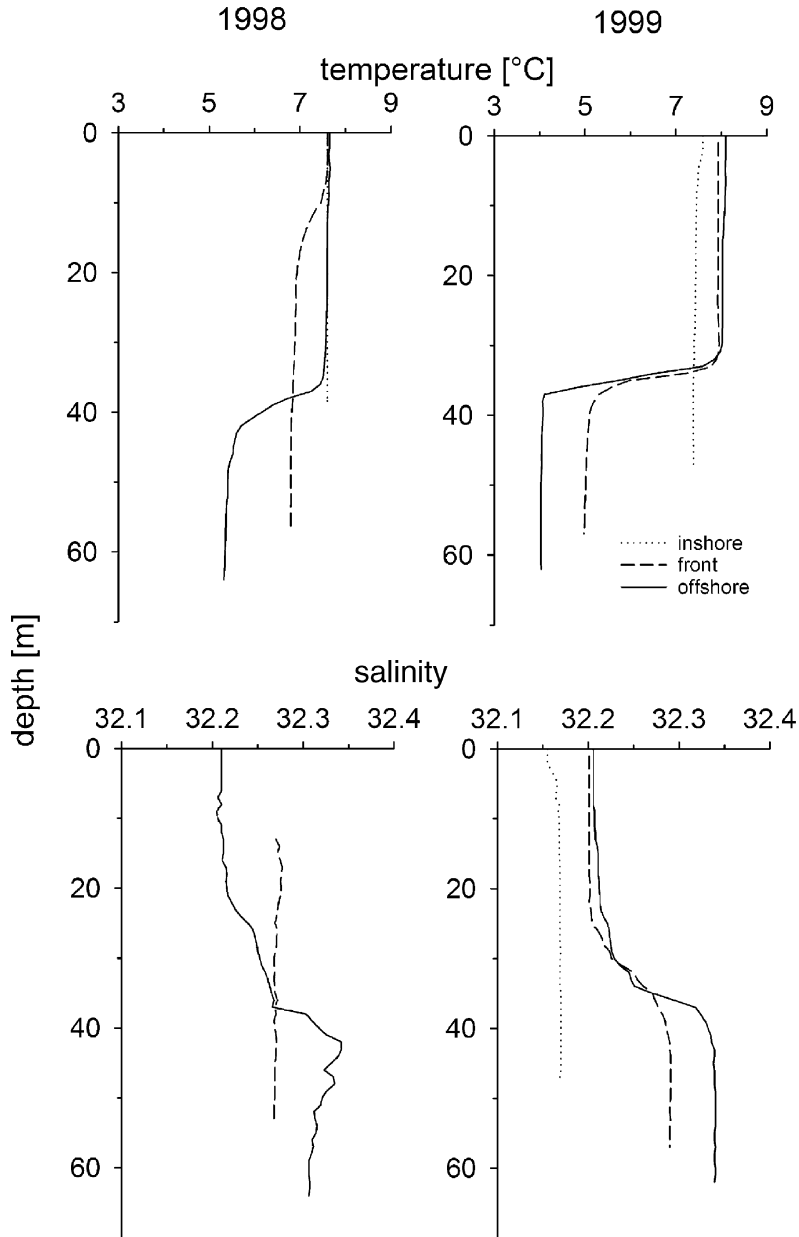 1998 1999
temperature [°C]
3 5 7 9 3 5 7 9
0 0
20 20
40 40
60 60
inshore
front
offshore
depth [m]
salinity
32.1 32.2 32.3 32.4 32.1 32.2 32.3 32.4
0 0
20 20
40 40
60 60